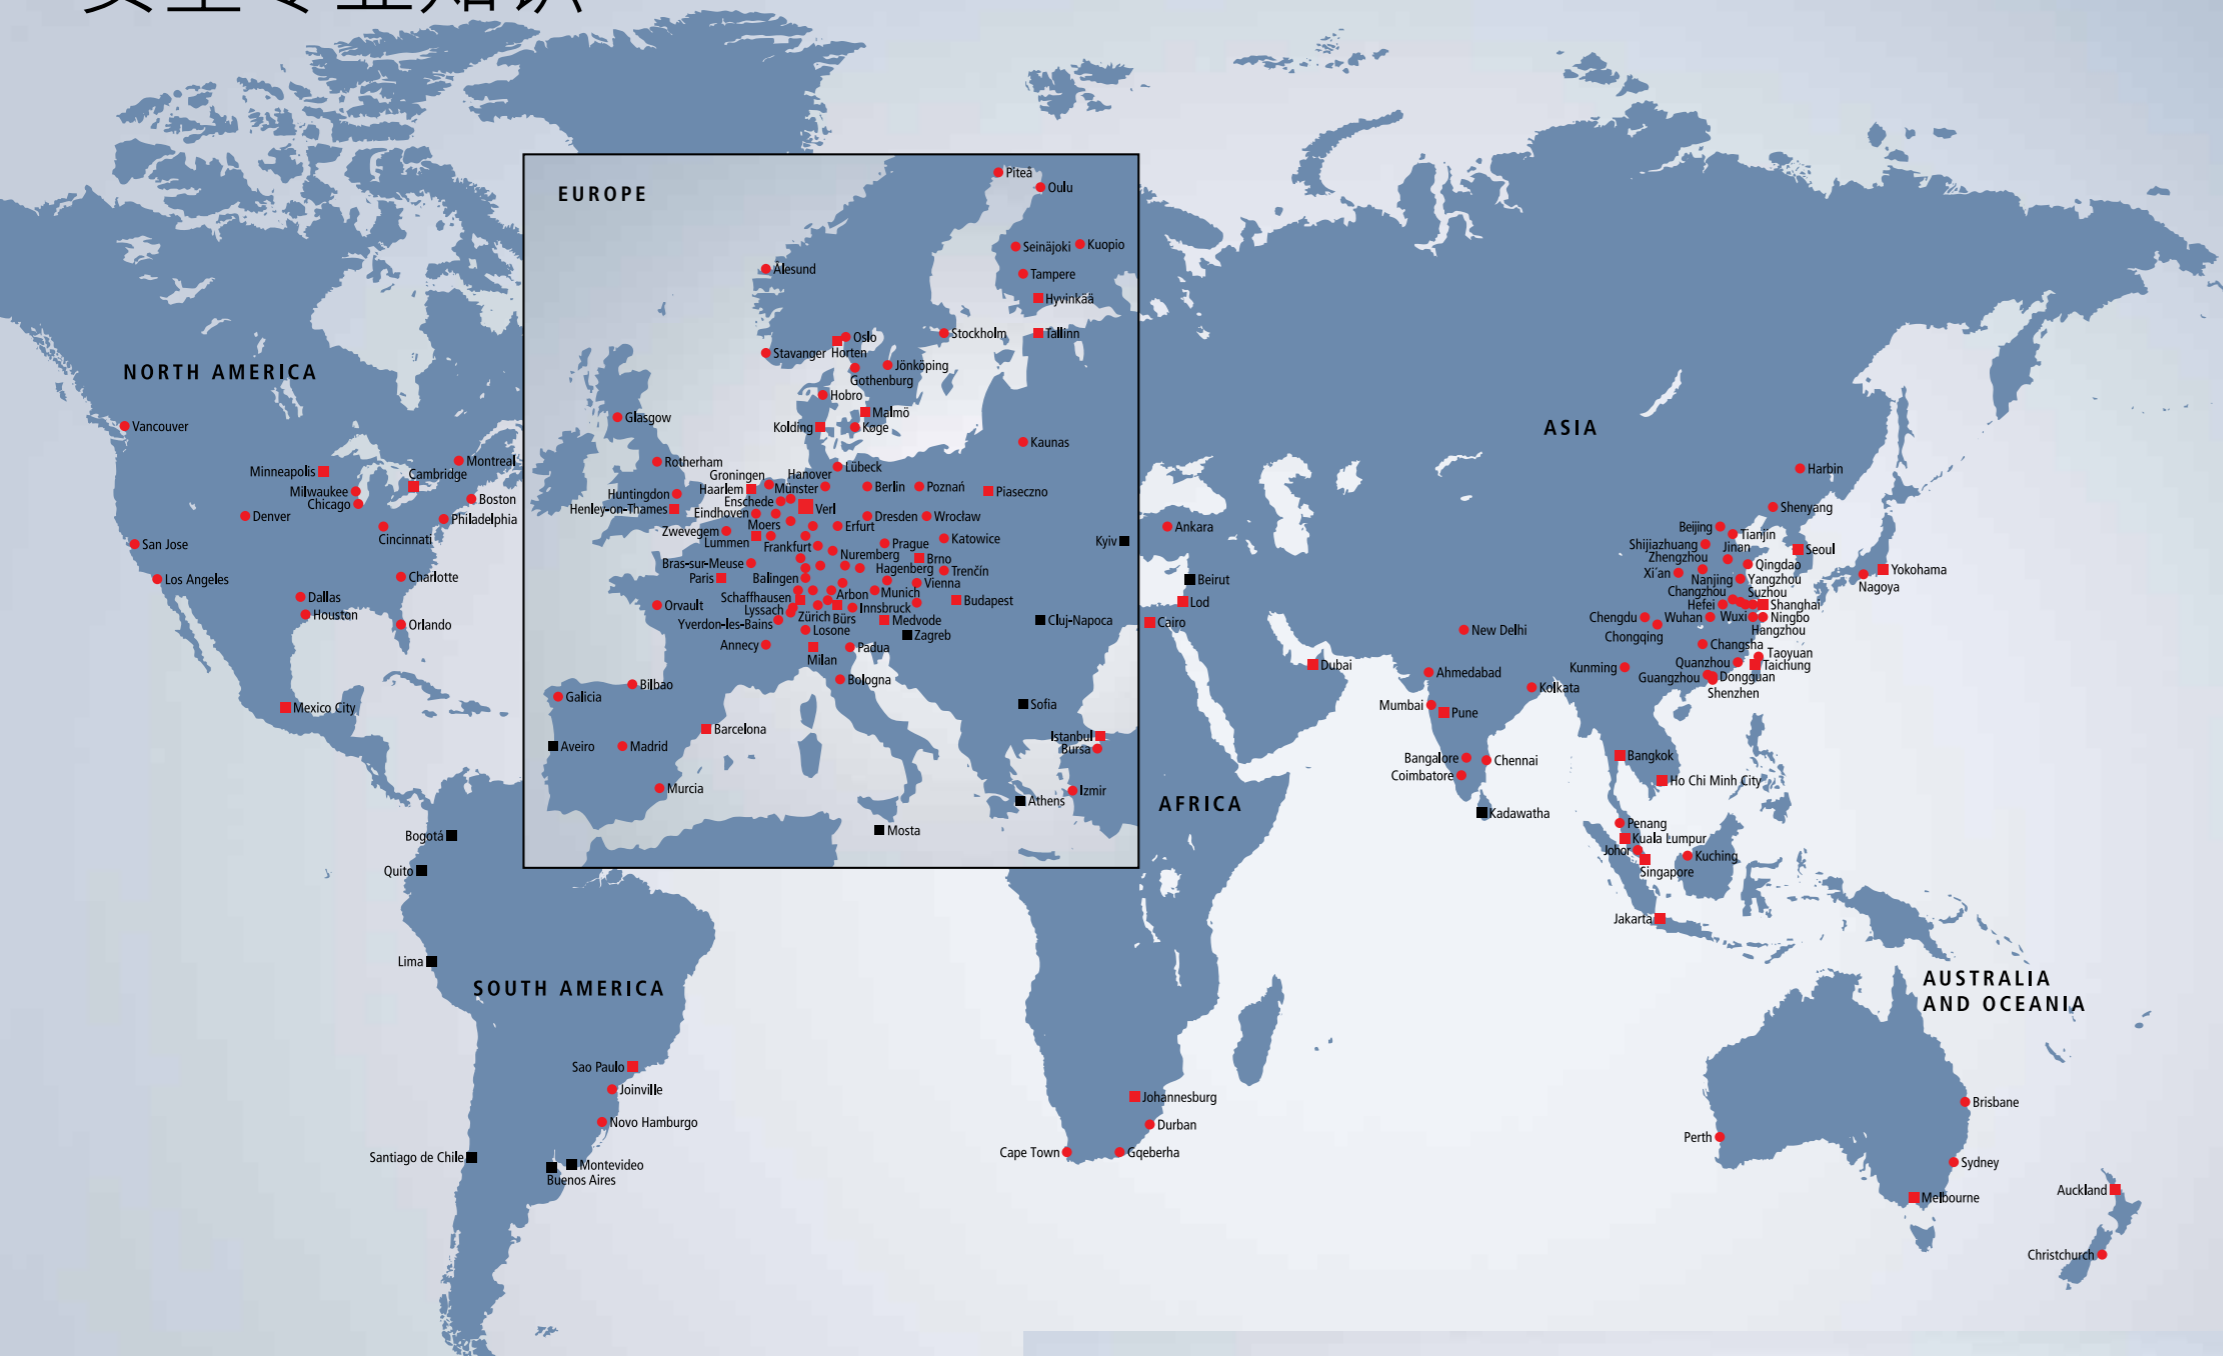 安全专业知识
EUROPE
Piteå
Oulu
Seinäjoki
Kuopio
Ålesund
Tampere
Hyvinkää
Oslo
Stockholm
Tallinn
Stavanger
Horten
Jönköping
Gothenburg
Hobro
Malmö
Glasgow
Kolding
Køge
Kaunas
Rotherham
Lübeck
Groningen
Hanover
Haarlem
Münster
Berlin
Poznań
Piaseczno
Huntingdon
Enschede
Henley-on-Thames
Eindhoven
Verl
Dresden
Wrocław
Moers
Erfurt
Zwevegem
Katowice
Kyiv
Lummen
Frankfurt
Prague
Nuremberg
Brno
Bras-sur-Meuse
Hagenberg
Trenčín
Paris
Balingen
Vienna
Arbon
Munich
Schaffhausen
Budapest
Orvault
Lyssach
Innsbruck
Zürich
Bürs
Medvode
Cluj-Napoca
Yverdon-les-Bains
Losone
Zagreb
Annecy
Padua
Milan
Bologna
Bilbao
Galicia
Sofia
Barcelona
Istanbul
Aveiro
Madrid
Bursa
Murcia
Izmir
Athens
Mosta
NORTH AMERICA
Vancouver
Montreal
Minneapolis
Cambridge
Milwaukee
Boston
Chicago
Denver
Philadelphia
Cincinnati
San Jose
Los Angeles
Charlotte
Dallas
Houston
Orlando
Mexico City
Bogotá
Quito
Lima
SOUTH AMERICA
Sao Paulo
Joinville
Novo Hamburgo
Santiago de Chile
Montevideo
Buenos Aires
AFRICA
Cairo
Johannesburg
Durban
Cape Town
Gqeberha
ASIA
Ankara
Beirut
Lod
Dubai
Harbin
Shenyang
Beijing
Tianjin
Shijiazhuang
Jinan
Seoul
Zhengzhou
Qingdao
Yokohama
Xi´an
Nanjing
Yangzhou
Nagoya
Changzhou
Suzhou
Hefei
Shanghai
Chengdu
Wuhan
Wuxi
Ningbo
Chongqing
Hangzhou
New Delhi
Changsha
Taoyuan
Kunming
Quanzhou
Taichung
Ahmedabad
Guangzhou
Dongguan
Kolkata
Shenzhen
Mumbai
Pune
Bangalore
Chennai
Bangkok
Coimbatore
Ho Chi Minh City
Kadawatha
Penang
Kuala Lumpur
Johor
Kuching
Singapore
Jakarta
AUSTRALIA
AND OCEANIA
Brisbane
Perth
Sydney
Auckland
Melbourne
Christchurch